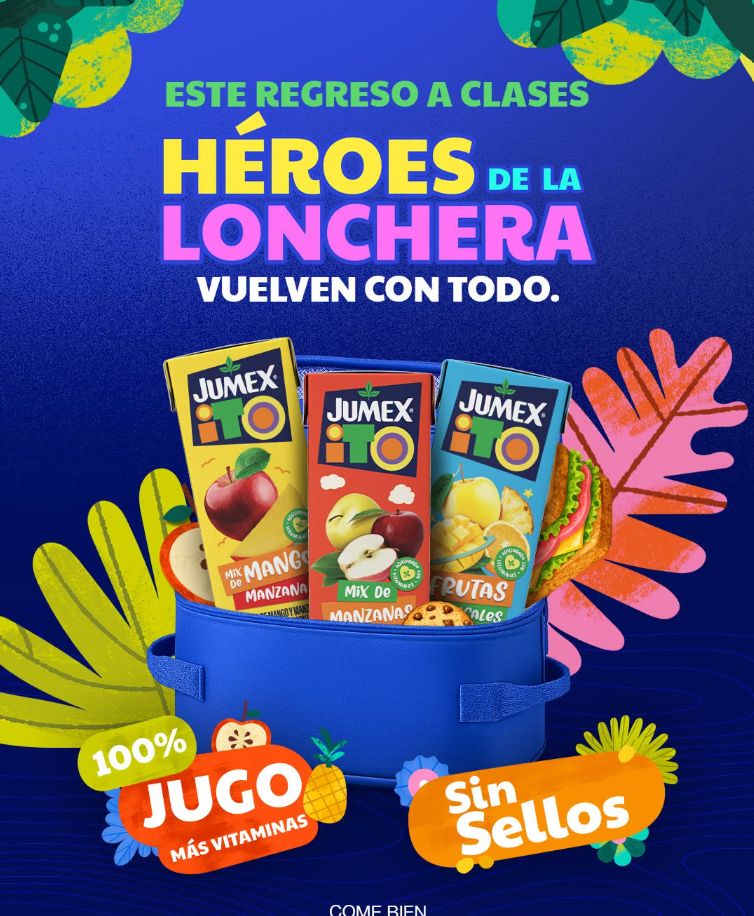 ESTE REGRESO A CLASES
HÉROES DE LA
LONCHERA
VUELVEN CON TODO.
JUMEX
iTO
MIX DE MANGO
MANZANA
JUMEX
iTO
MIX DE
MANZANAS
JUMEX
iTO
FRUTAS
100%
JUGO
MÁS VITAMINAS
Sin
Sellos
COME BIEN